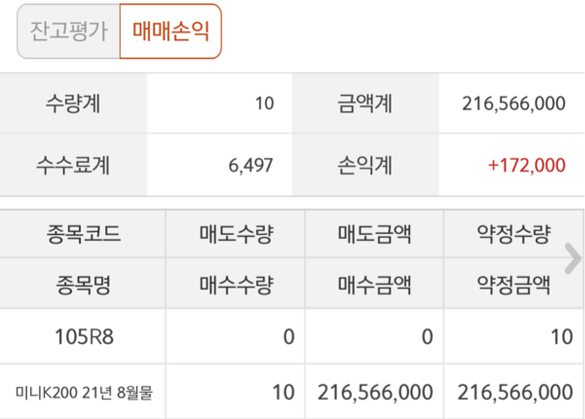 잔고평가 매매손익
수량계 10 금액계 216,566,000
수수료계 6,497 손익계 +172,000
종목코드 매도수량 매도금액 약정수량
종목명 매수수량 매수금액 약정금액
105R8 0 0 10
미니K200 21년 8월물 10 216,566,000 216,566,000